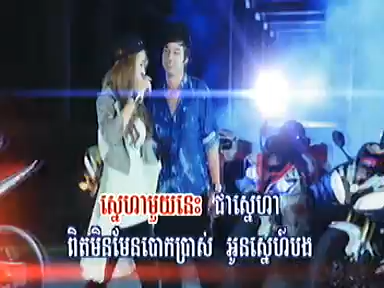 ស្នេហាមួយនេះ ជាស្នេហា
ពិតមិនមែនបោកប្រាស់ អូនស្នេហ៍បង